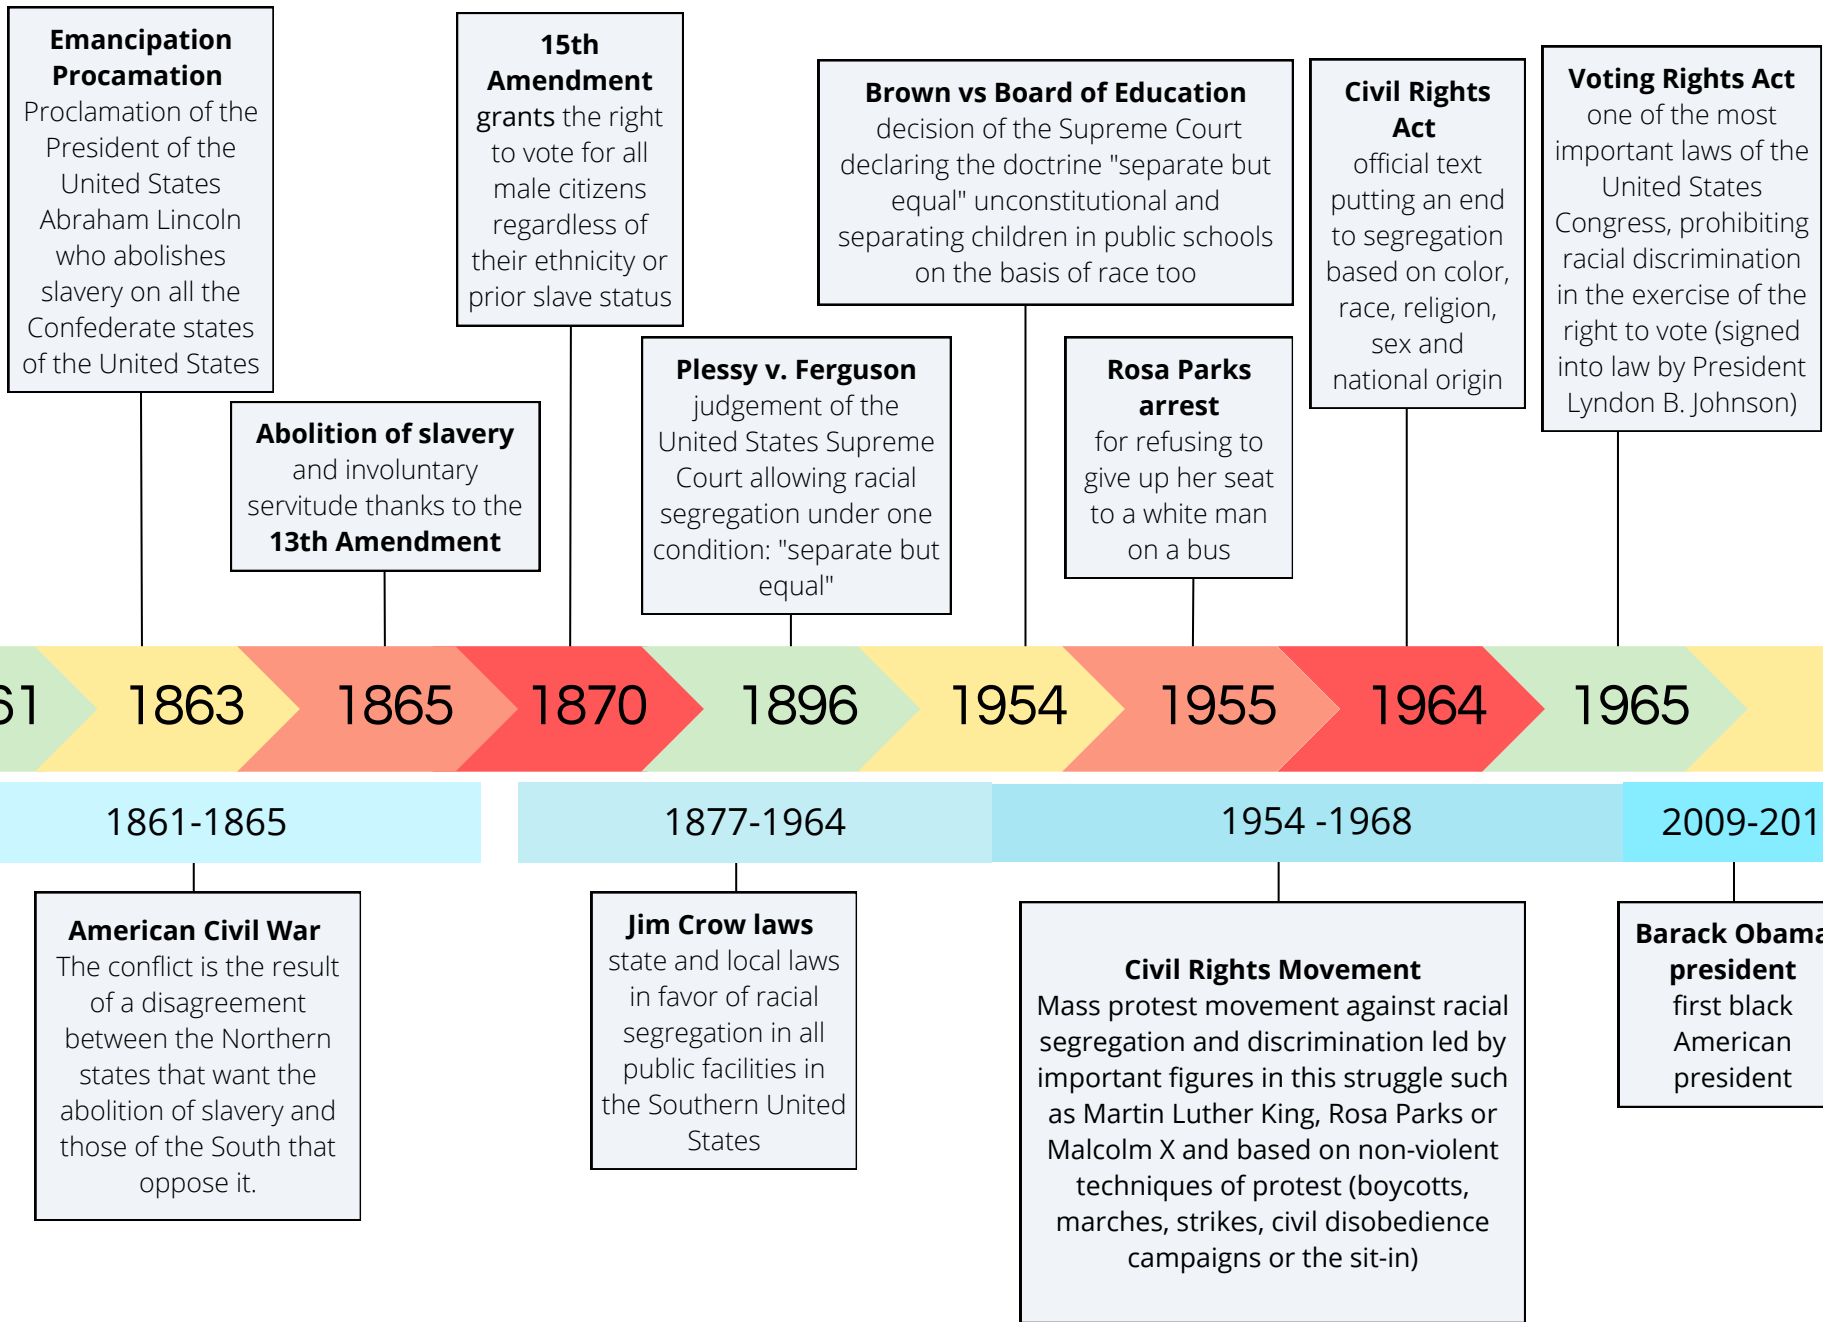 Emancipation
Procamation
Proclamation of the
President of the
United States
Abraham Lincoln
who abolishes
slavery on all the
Confederate states
of the United States
Abolition of slavery
and involuntary
servitude thanks to the
13th Amendment
15th
Amendment
grants the right
to vote for all
male citizens
regardless of
their ethnicity or
prior slave status
Plessy v. Ferguson
judgement of the
United States Supreme
Court allowing racial
segregation under one
condition: "separate but
equal"
Brown vs Board of Education
decision of the Supreme Court
declaring the doctrine "separate but
equal" unconstitutional and
separating children in public schools
on the basis of race too
Rosa Parks
arrest
for refusing to
give up her seat
to a white man
on a bus
Civil Rights
Act
official text
putting an end
to segregation
based on color,
race, religion,
sex and
national origin
Voting Rights Act
one of the most
important laws of the
United States
Congress, prohibiting
racial discrimination
in the exercise of the
right to vote (signed
into law by President
Lyndon B. Johnson)
61 1863 1865 1870 1896 1954 1955 1964 1965
1861-1865 1877-1964 1954 -1968 2009-201
American Civil War
The conflict is the result
of a disagreement
between the Northern
states that want the
abolition of slavery and
those of the South that
oppose it.
Jim Crow laws
state and local laws
in favor of racial
segregation in all
public facilities in
the Southern United
States
Civil Rights Movement
Mass protest movement against racial
segregation and discrimination led by
important figures in this struggle such
as Martin Luther King, Rosa Parks or
Malcolm X and based on non-violent
techniques of protest (boycotts,
marches, strikes, civil disobedience
campaigns or the sit-in)
Barack Obama
president
first black
American
president